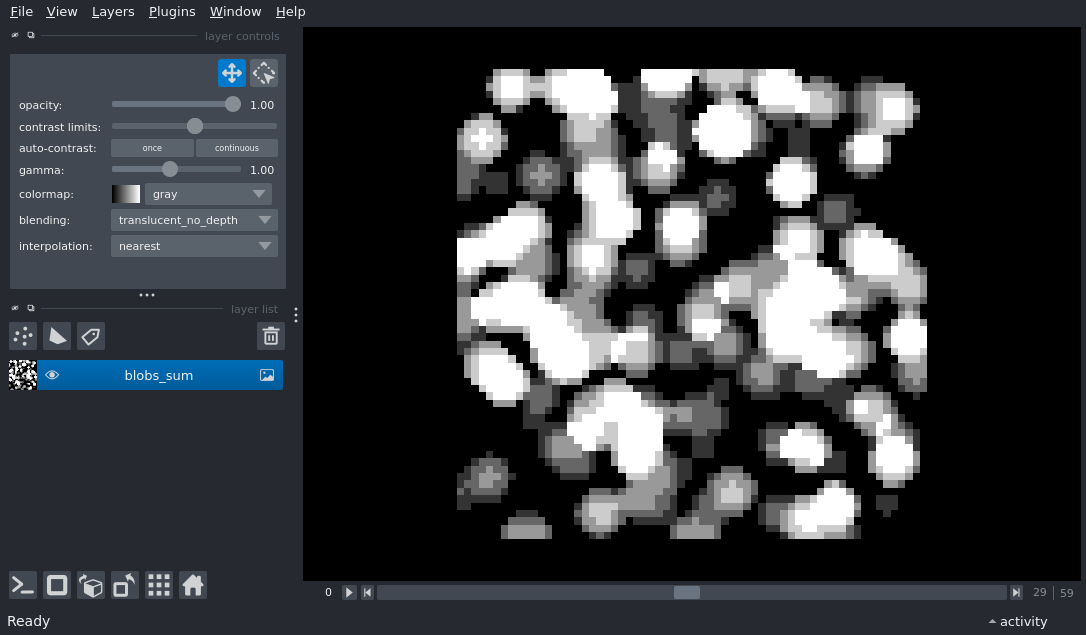 File View Layers Plugins Window Help
layer controls
opacity: 1.00
contrast limits:
auto-contrast: once continuous
gamma: 1.00
colormap: gray
blending: translucent_no_depth
interpolation: nearest
layer list
blobs_sum
0 29 59
Ready activity